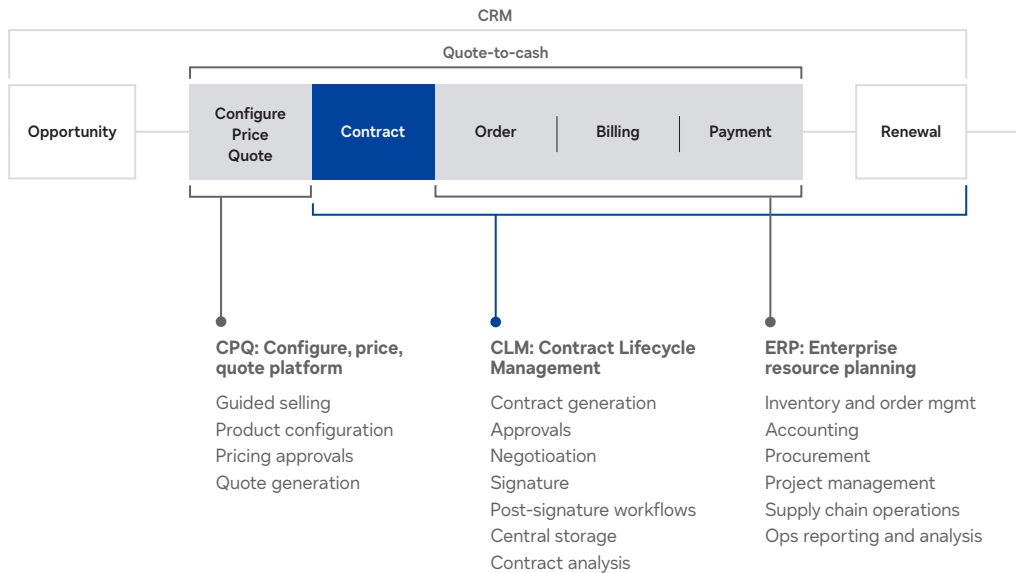 CRM
Quote-to-cash
Opportunity
Configure
Price
Quote
Contract
Order
Billing
Payment
Renewal
CPQ: Configure, price,
quote platform
Guided selling
Product configuration
Pricing approvals
Quote generation
CLM: Contract Lifecycle
Management
Contract generation
Approvals
Negotioation
Signature
Post-signature workflows
Central storage
Contract analysis
ERP: Enterprise
resource planning
Inventory and order mgmt
Accounting
Procurement
Project management
Supply chain operations
Ops reporting and analysis